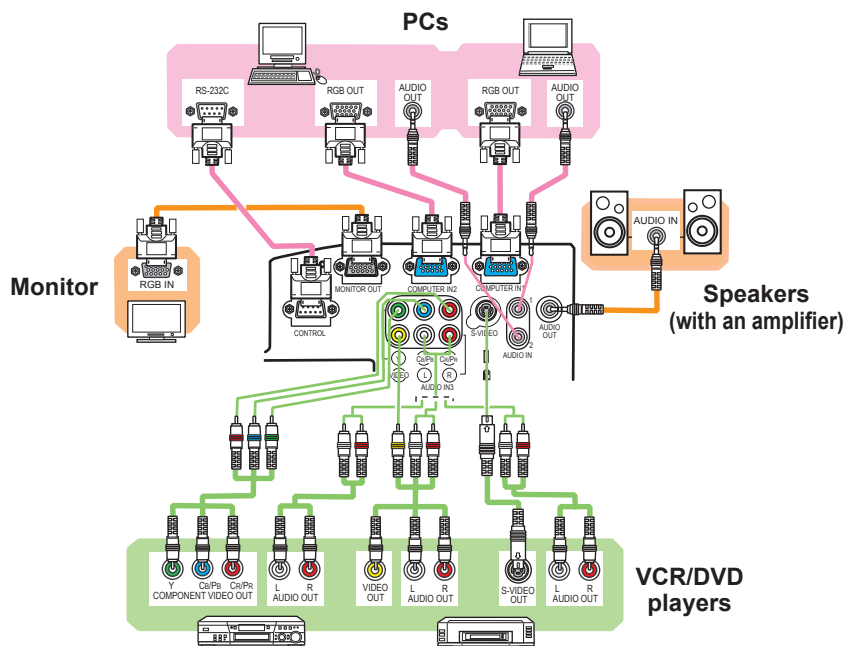 PCs
RS-232C
RGB OUT
AUDIO
OUT
RGB OUT
AUDIO
OUT
AUDIO IN
RGB IN
Monitor
MONITOR OUT
COMPUTER IN2
COMPUTER IN1
CONTROL
Speakers
(with an amplifier)
S-VIDEO
1
2
AUDIO IN
AUDIO
OUT
Y
CB/PB
CR/PR
VIDEO
L
R
AUDIO IN3
Y
CB/PB
CR/PR
COMPONENT VIDEO OUT
L
R
AUDIO OUT
VIDEO
OUT
L
R
AUDIO OUT
S-VIDEO
OUT
L
R
AUDIO OUT
VCR/DVD
players